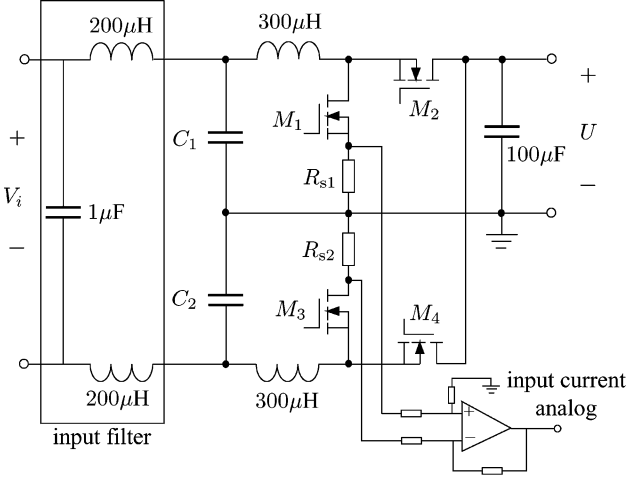 200μH
300μH
M₂
M₁
C₁
+
+
100μF
U
Rs1
−
Vᵢ
1μF
−
Rs2
C₂
M₃
M₄
200μH
300μH
input current
analog
+
−
input filter